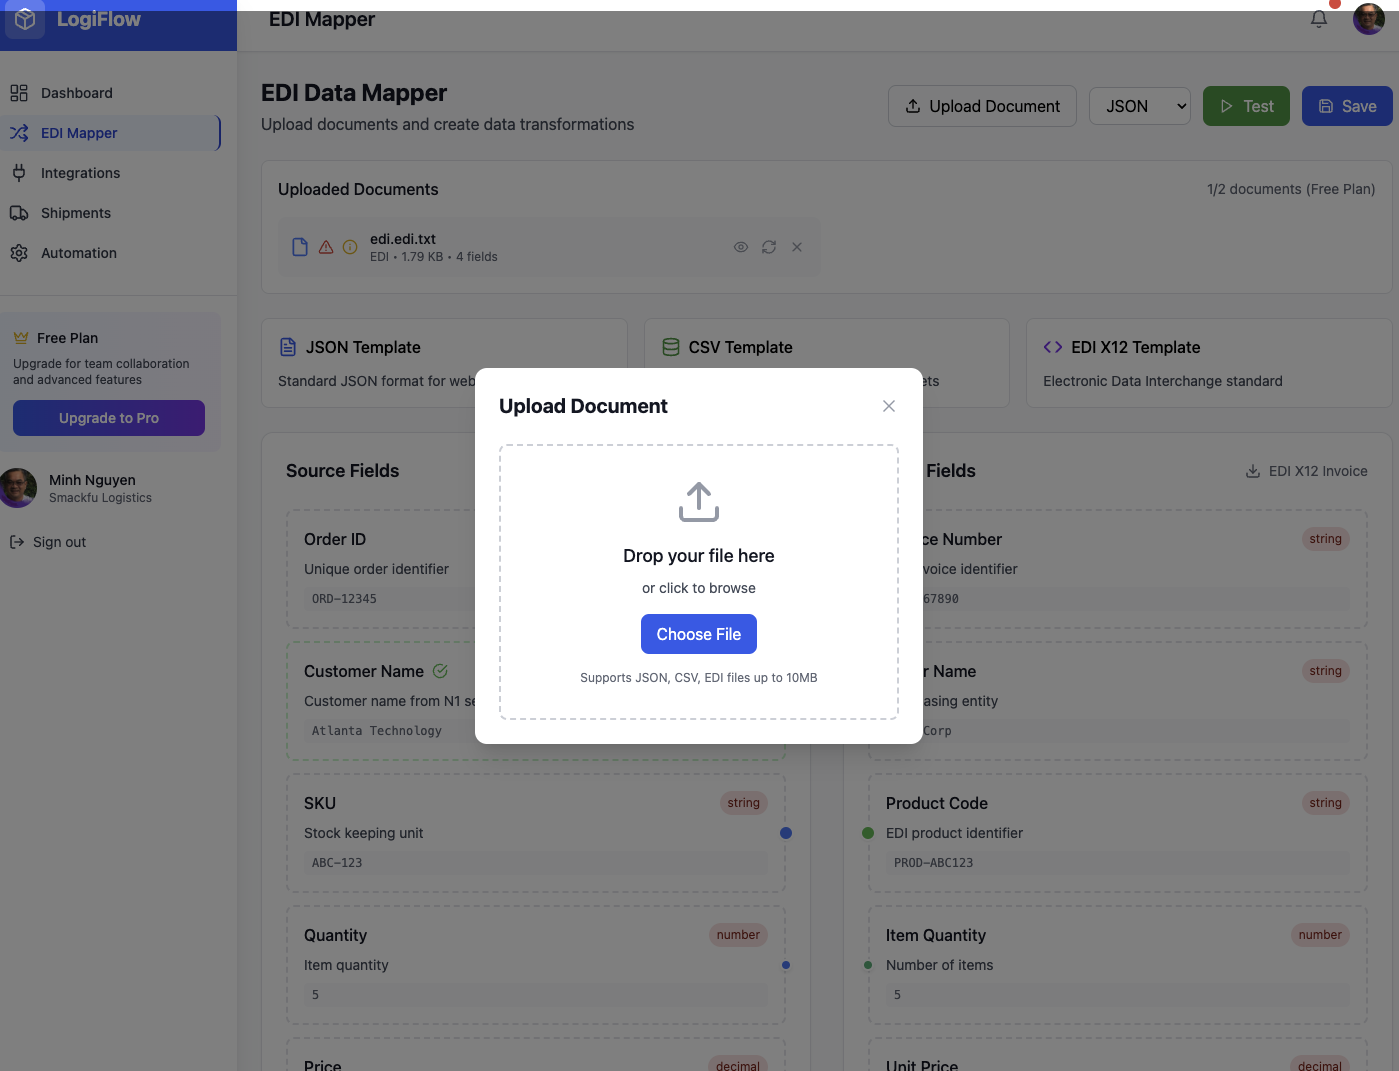 LogiFlow
EDI Mapper
Dashboard
EDI Mapper
Integrations
Shipments
Automation
Free Plan
Upgrade for team collaboration
and advanced features
Upgrade to Pro
Minh Nguyen
Smackfu Logistics
Sign out
EDI Data Mapper
Upload documents and create data transformations
Upload Document
JSON
Test
Save
Uploaded Documents
1/2 documents (Free Plan)
edi.edi.txt
EDI • 1.79 KB • 4 fields
JSON Template
Standard JSON format for web
CSV Template
EDI X12 Template
Electronic Data Interchange standard
Upload Document
Drop your file here
or click to browse
Choose File
Supports JSON, CSV, EDI files up to 10MB
Source Fields
Order ID
Unique order identifier
ORD-12345
Customer Name
Customer name from N1
Atlanta Technology
SKU
string
Stock keeping unit
ABC-123
Quantity
number
Item quantity
5
Price
decimal
Fields
EDI X12 Invoice
Number
string
identifier
67890
Name
string
entity
Corp
Product Code
string
EDI product identifier
PROD-ABC123
Item Quantity
number
Number of items
5
Unit Price
decimal